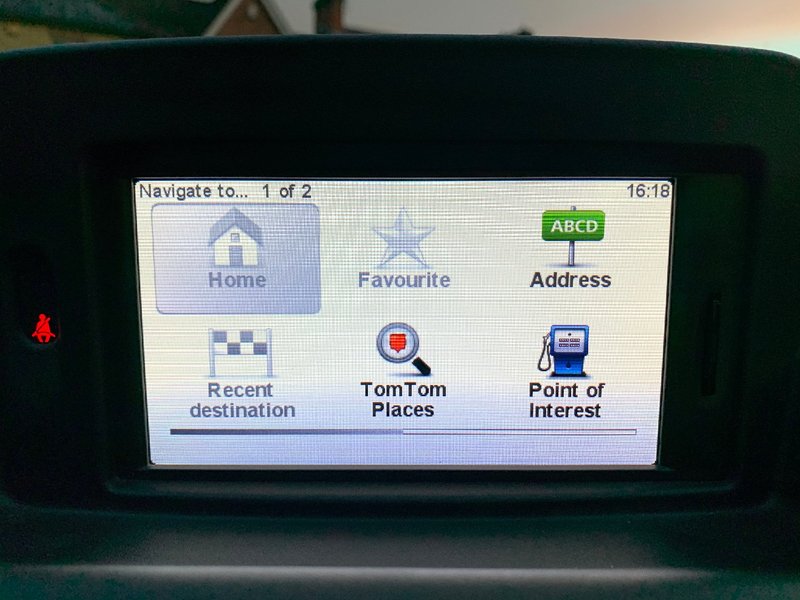 Navigate to... 1 of 2 16:18
Home Favourite ABCD Address
Recent destination
TomTom Places
Point of Interest